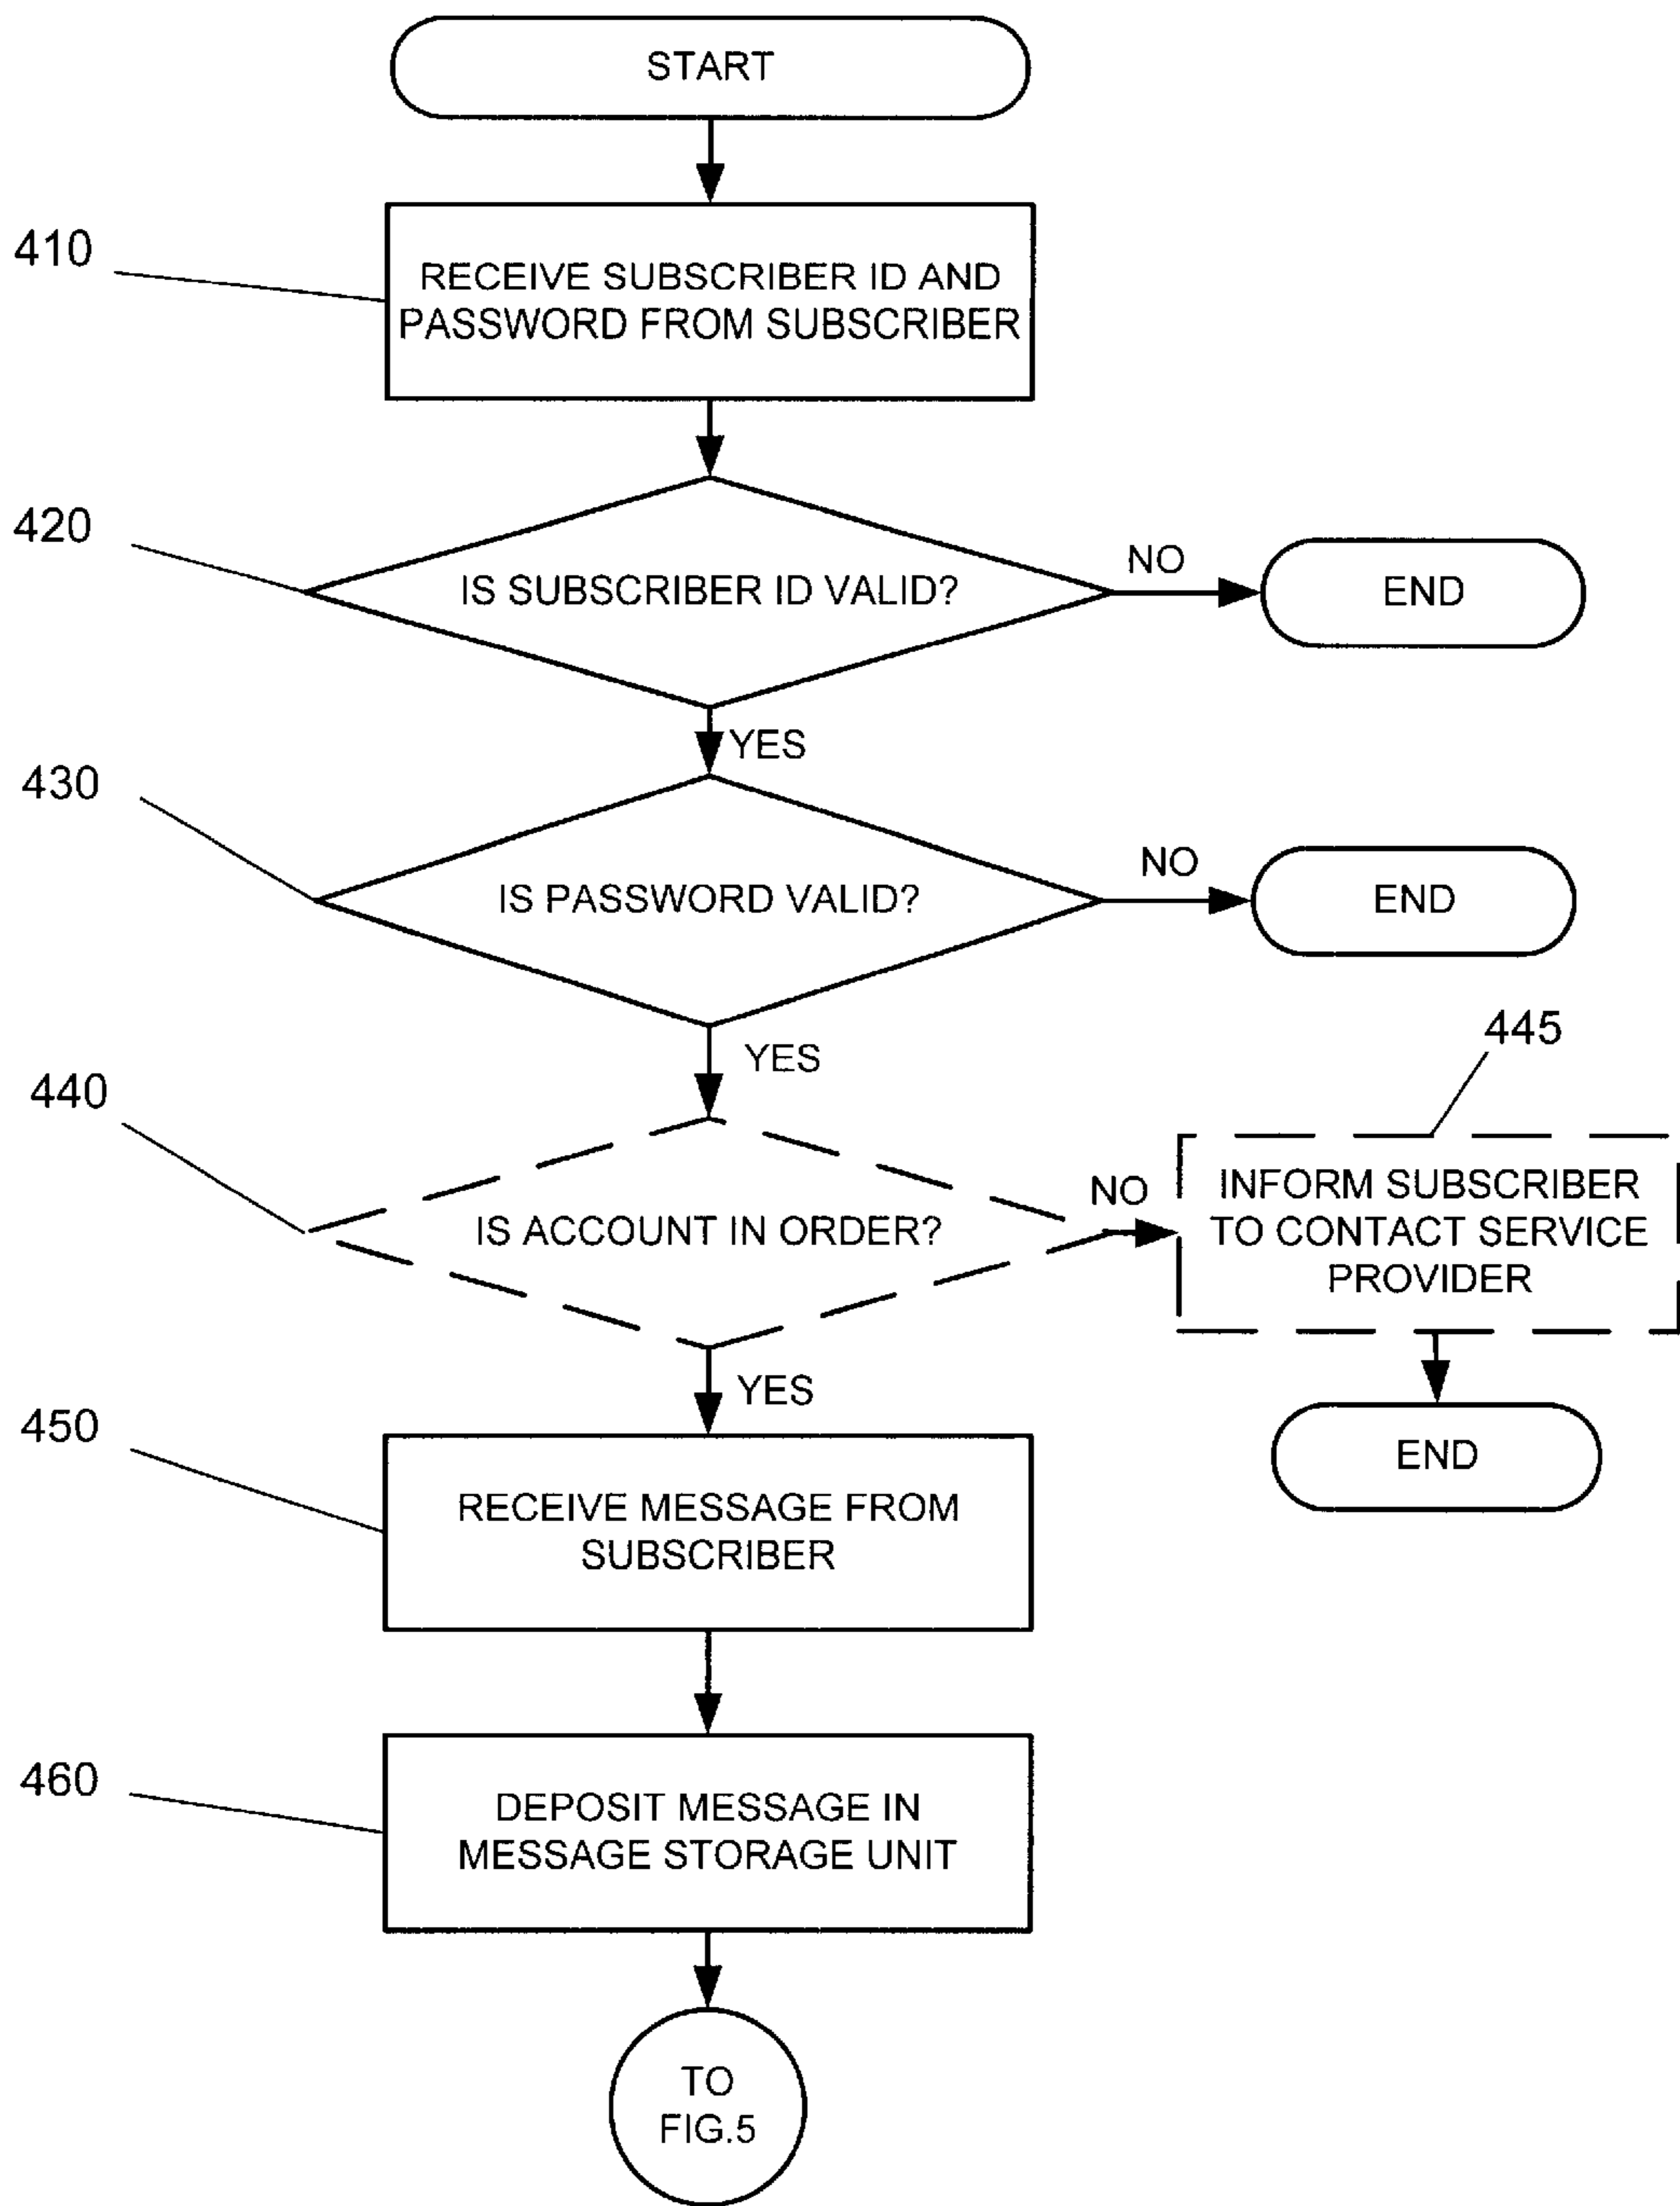 START
410
RECEIVE SUBSCRIBER ID AND
PASSWORD FROM SUBSCRIBER
420
IS SUBSCRIBER ID VALID?
NO
END
YES
430
IS PASSWORD VALID?
NO
END
YES
445
440
IS ACCOUNT IN ORDER?
NO
INFORM SUBSCRIBER
TO CONTACT SERVICE
PROVIDER
YES
END
450
RECEIVE MESSAGE FROM
SUBSCRIBER
460
DEPOSIT MESSAGE IN
MESSAGE STORAGE UNIT
TO
FIG.5